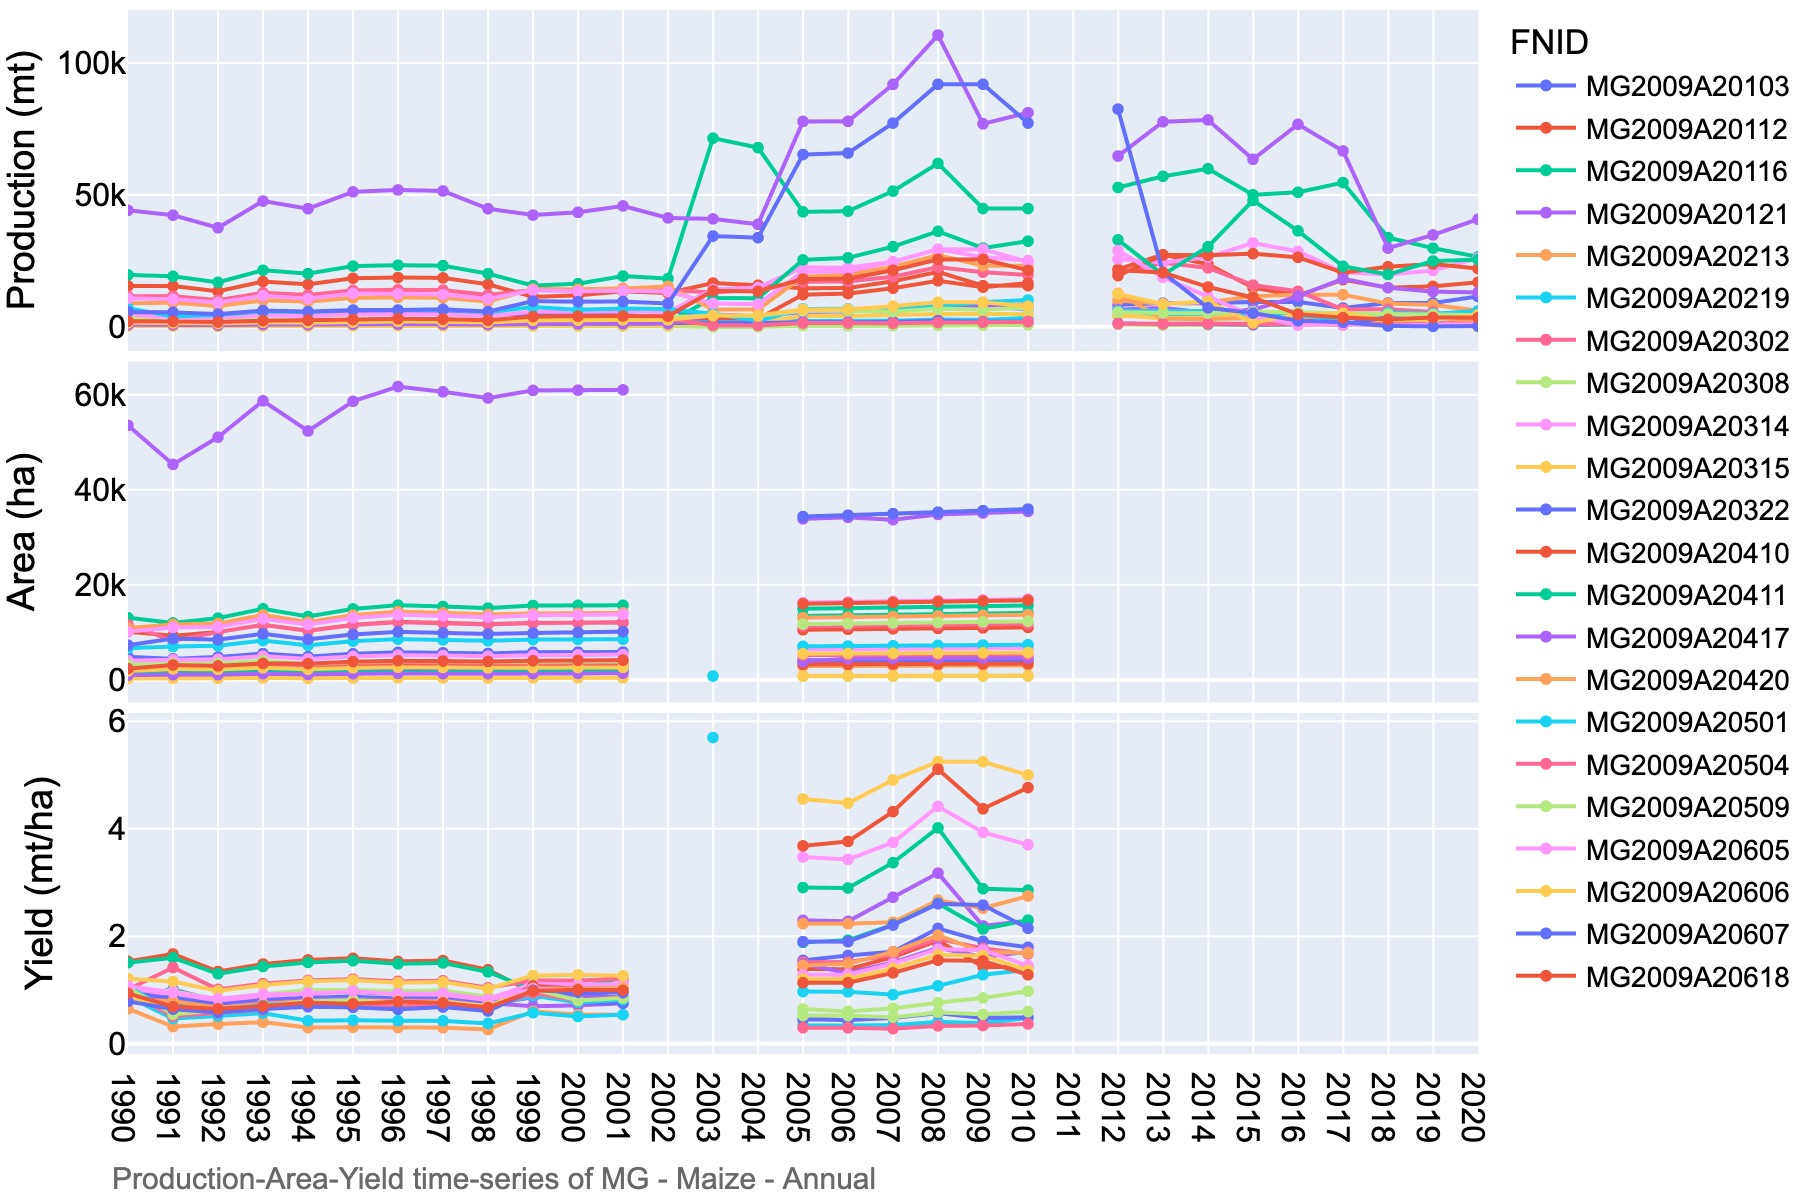 Production (mt)
100k
50k
0
Area (ha)
60k
40k
20k
0
Yield (mt/ha)
6
4
2
0
1990
1991
1992
1993
1994
1995
1996
1997
1998
1999
2000
2001
2002
2003
2004
2005
2006
2007
2008
2009
2010
2011
2012
2013
2014
2015
2016
2017
2018
2019
2020
Production-Area-Yield time-series of MG - Maize - Annual
FNID
MG2009A20103
MG2009A20112
MG2009A20116
MG2009A20121
MG2009A20213
MG2009A20219
MG2009A20302
MG2009A20308
MG2009A20314
MG2009A20315
MG2009A20322
MG2009A20410
MG2009A20411
MG2009A20417
MG2009A20420
MG2009A20501
MG2009A20504
MG2009A20509
MG2009A20605
MG2009A20606
MG2009A20607
MG2009A20618